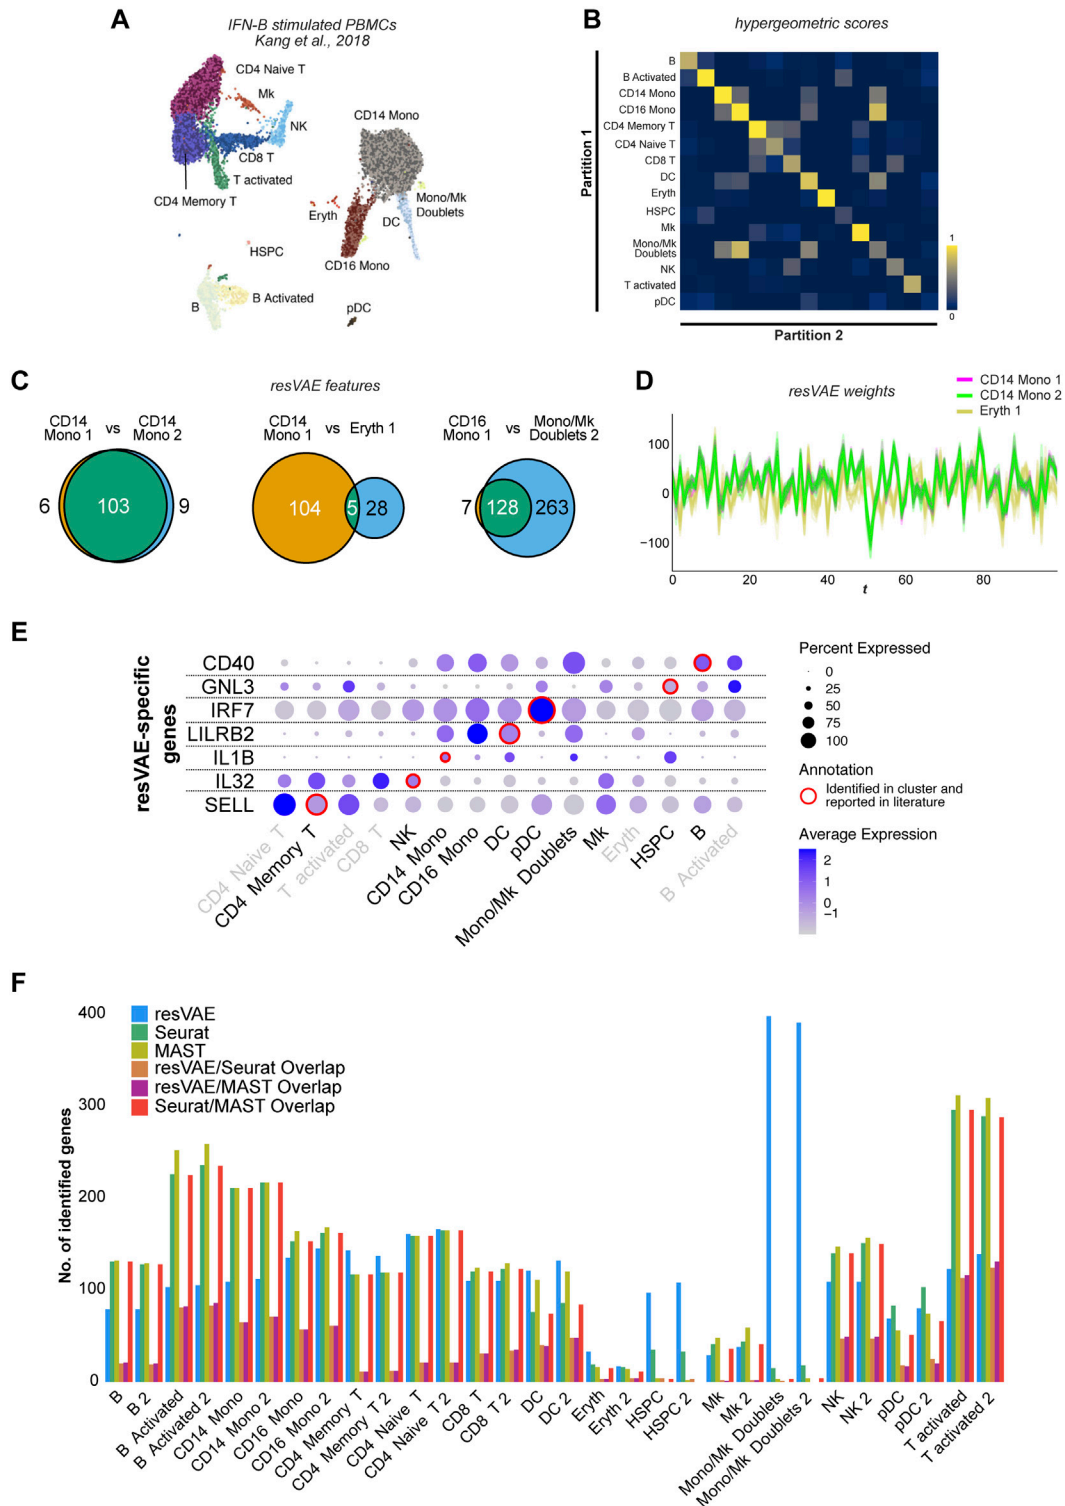 A
IFN-B stimulated PBMCs
Kang et al., 2018
CD4 Naive T
Mk
NK
CD14 Mono
CD8 T
T activated
CD4 Memory T
Eryth
DC
Mono/Mk
Doublets
HSPC
CD16 Mono
B Activated
B
pDC
B
hypergeometric scores
Partition 1
B
B Activated
CD14 Mono
CD16 Mono
CD4 Memory T
CD4 Naive T
CD8 T
DC
Eryth
HSPC
Mk
Mono/Mk
Doublets
NK
T activated
pDC
1
0
Partition 2
C
resVAE features
CD14
Mono 1
vs
CD14
Mono 2
6
103
9
CD14
Mono 1
vs
Eryth 1
104
5
28
CD16
Mono 1
vs
Mono/Mk
Doublets 2
7
128
263
D
resVAE weights
CD14 Mono 1
CD14 Mono 2
Eryth 1
100
0
−100
0
20
40
60
80
t
E
resVAE-specific
genes
CD40
GNL3
IRF7
LILRB2
IL1B
IL32
SELL
CD4 Naive T
CD4 Memory T
T activated
CD8 T
NK
CD14 Mono
CD16 Mono
DC
pDC
Mono/Mk Doublets
Mk
Eryth
HSPC
B
B Activated
Percent Expressed
0
25
50
75
100
Annotation
Identified in cluster and
reported in literature
Average Expression
2
1
0
−1
F
No. of identified genes
400
300
200
100
0
resVAE
Seurat
MAST
resVAE/Seurat Overlap
resVAE/MAST Overlap
Seurat/MAST Overlap
B
B 2
B Activated
B Activated 2
CD14 Mono
CD14 Mono 2
CD16 Mono
CD16 Mono 2
CD4 Memory T
CD4 Memory T 2
CD4 Naive T
CD4 Naive T 2
CD8 T
CD8 T 2
DC
DC 2
Eryth
Eryth 2
HSPC
HSPC 2
Mk
Mk 2
Mono/Mk Doublets
Mono/Mk Doublets 2
NK
NK 2
pDC
pDC 2
T activated
T activated 2